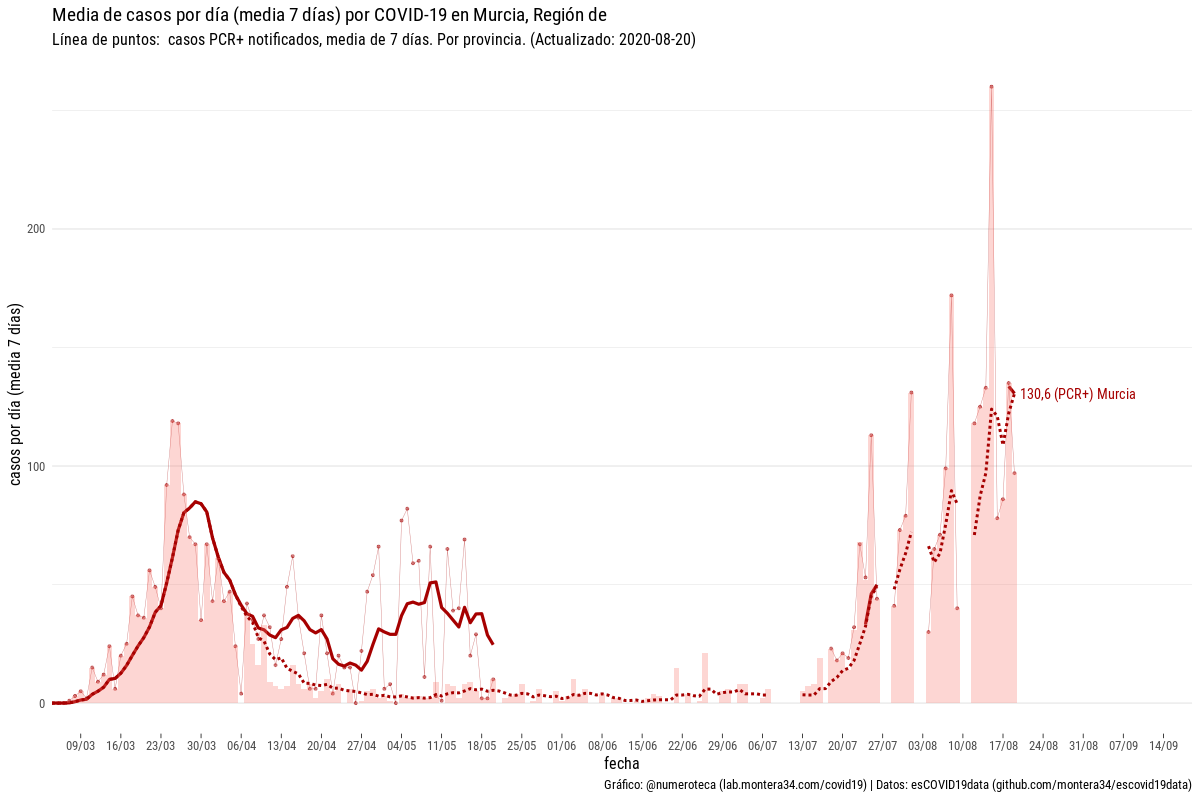 Media de casos por día (media 7 días) por COVID-19 en Murcia, Región de
Línea de puntos:  casos PCR+ notificados, media de 7 días. Por provincia. (Actualizado: 2020-08-20)
casos por día (media 7 días)
200
100
0
130,6 (PCR+) Murcia
09/03 16/03 23/03 30/03 06/04 13/04 20/04 27/04 04/05 11/05 18/05 25/05 01/06 08/06 15/06 22/06 29/06 06/07 13/07 20/07 27/07 03/08 10/08 17/08 24/08 31/08 07/09 14/09
fecha
Gráfico: @numeroteca (lab.montera34.com/covid19) | Datos: esCOVID19data (github.com/montera34/escovid19data)